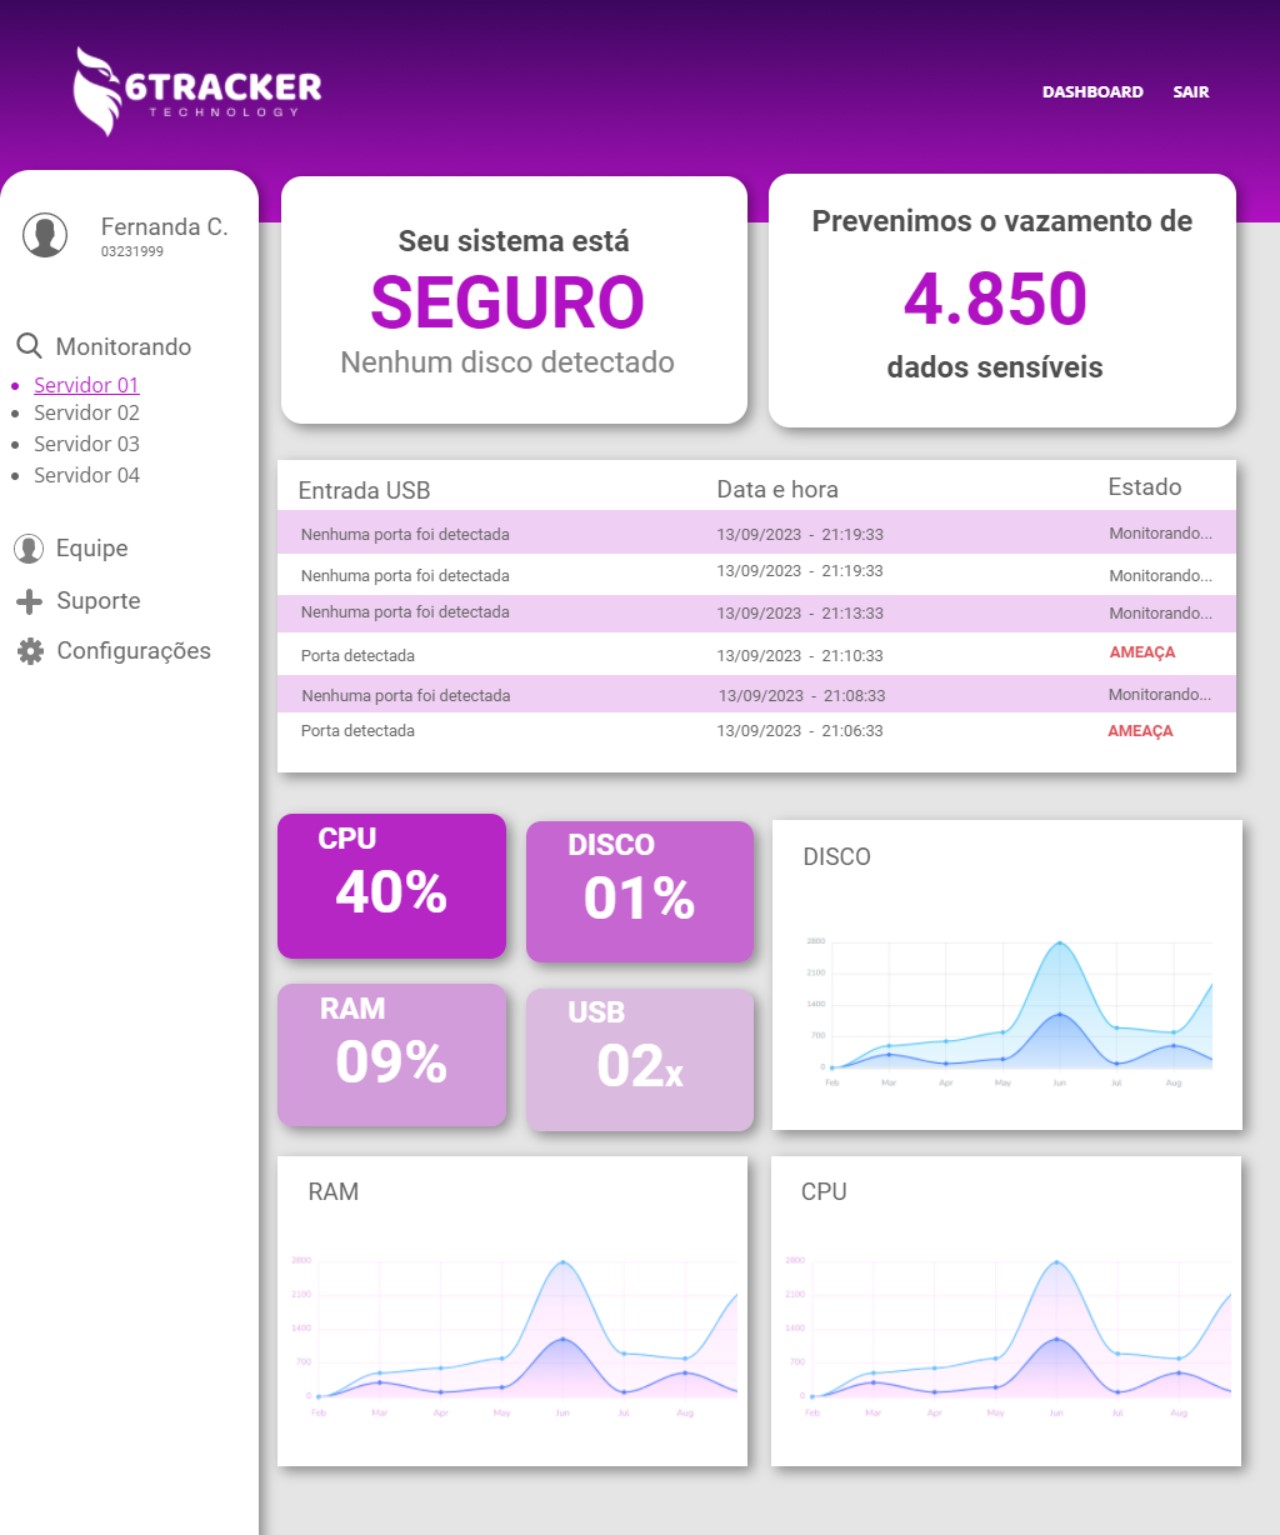 6TRACKER
TECHNOLOGY
DASHBOARD SAIR
Fernanda C.
03231999
Monitorando
Servidor 01
Servidor 02
Servidor 03
Servidor 04
Equipe
Suporte
Configurações
Seu sistema está
SEGURO
Nenhum disco detectado
Prevenimos o vazamento de
4.850
dados sensíveis
Entrada USB Data e hora Estado
Nenhuma porta foi detectada 13/09/2023 - 21:19:33 Monitorando...
Nenhuma porta foi detectada 13/09/2023 - 21:19:33 Monitorando...
Nenhuma porta foi detectada 13/09/2023 - 21:13:33 Monitorando...
Porta detectada 13/09/2023 - 21:10:33 AMEAÇA
Nenhuma porta foi detectada 13/09/2023 - 21:08:33 Monitorando...
Porta detectada 13/09/2023 - 21:06:33 AMEAÇA
CPU
40%
DISCO
01%
RAM
09%
USB
02x
DISCO
2800
2100
1400
700
0
Feb Mar Apr May Jun Jul Aug
RAM
2800
2100
1400
700
0
Feb Mar Apr May Jun Jul Aug
CPU
2800
2100
1400
700
0
Feb Mar Apr May Jun Jul Aug